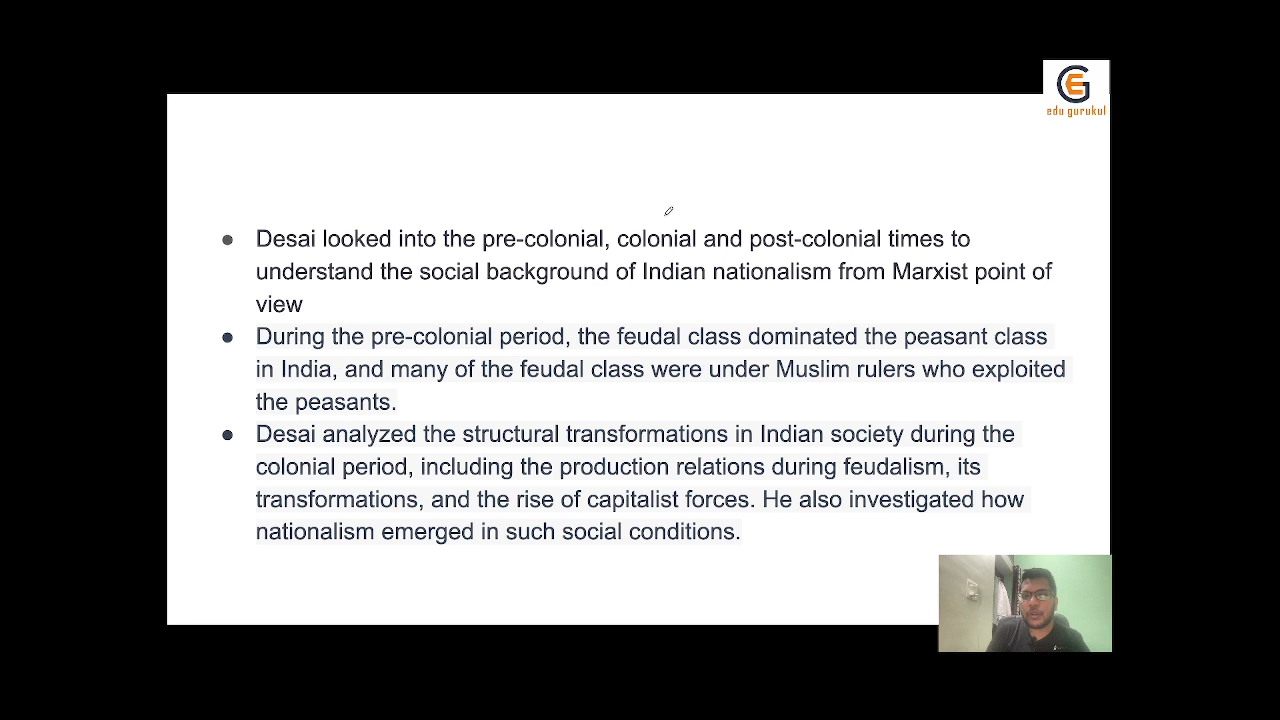 GE
edu gurukul
● Desai looked into the pre-colonial, colonial and post-colonial times to
understand the social background of Indian nationalism from Marxist point of
view
● During the pre-colonial period, the feudal class dominated the peasant class
in India, and many of the feudal class were under Muslim rulers who exploited
the peasants.
● Desai analyzed the structural transformations in Indian society during the
colonial period, including the production relations during feudalism, its
transformations, and the rise of capitalist forces. He also investigated how
nationalism emerged in such social conditions.